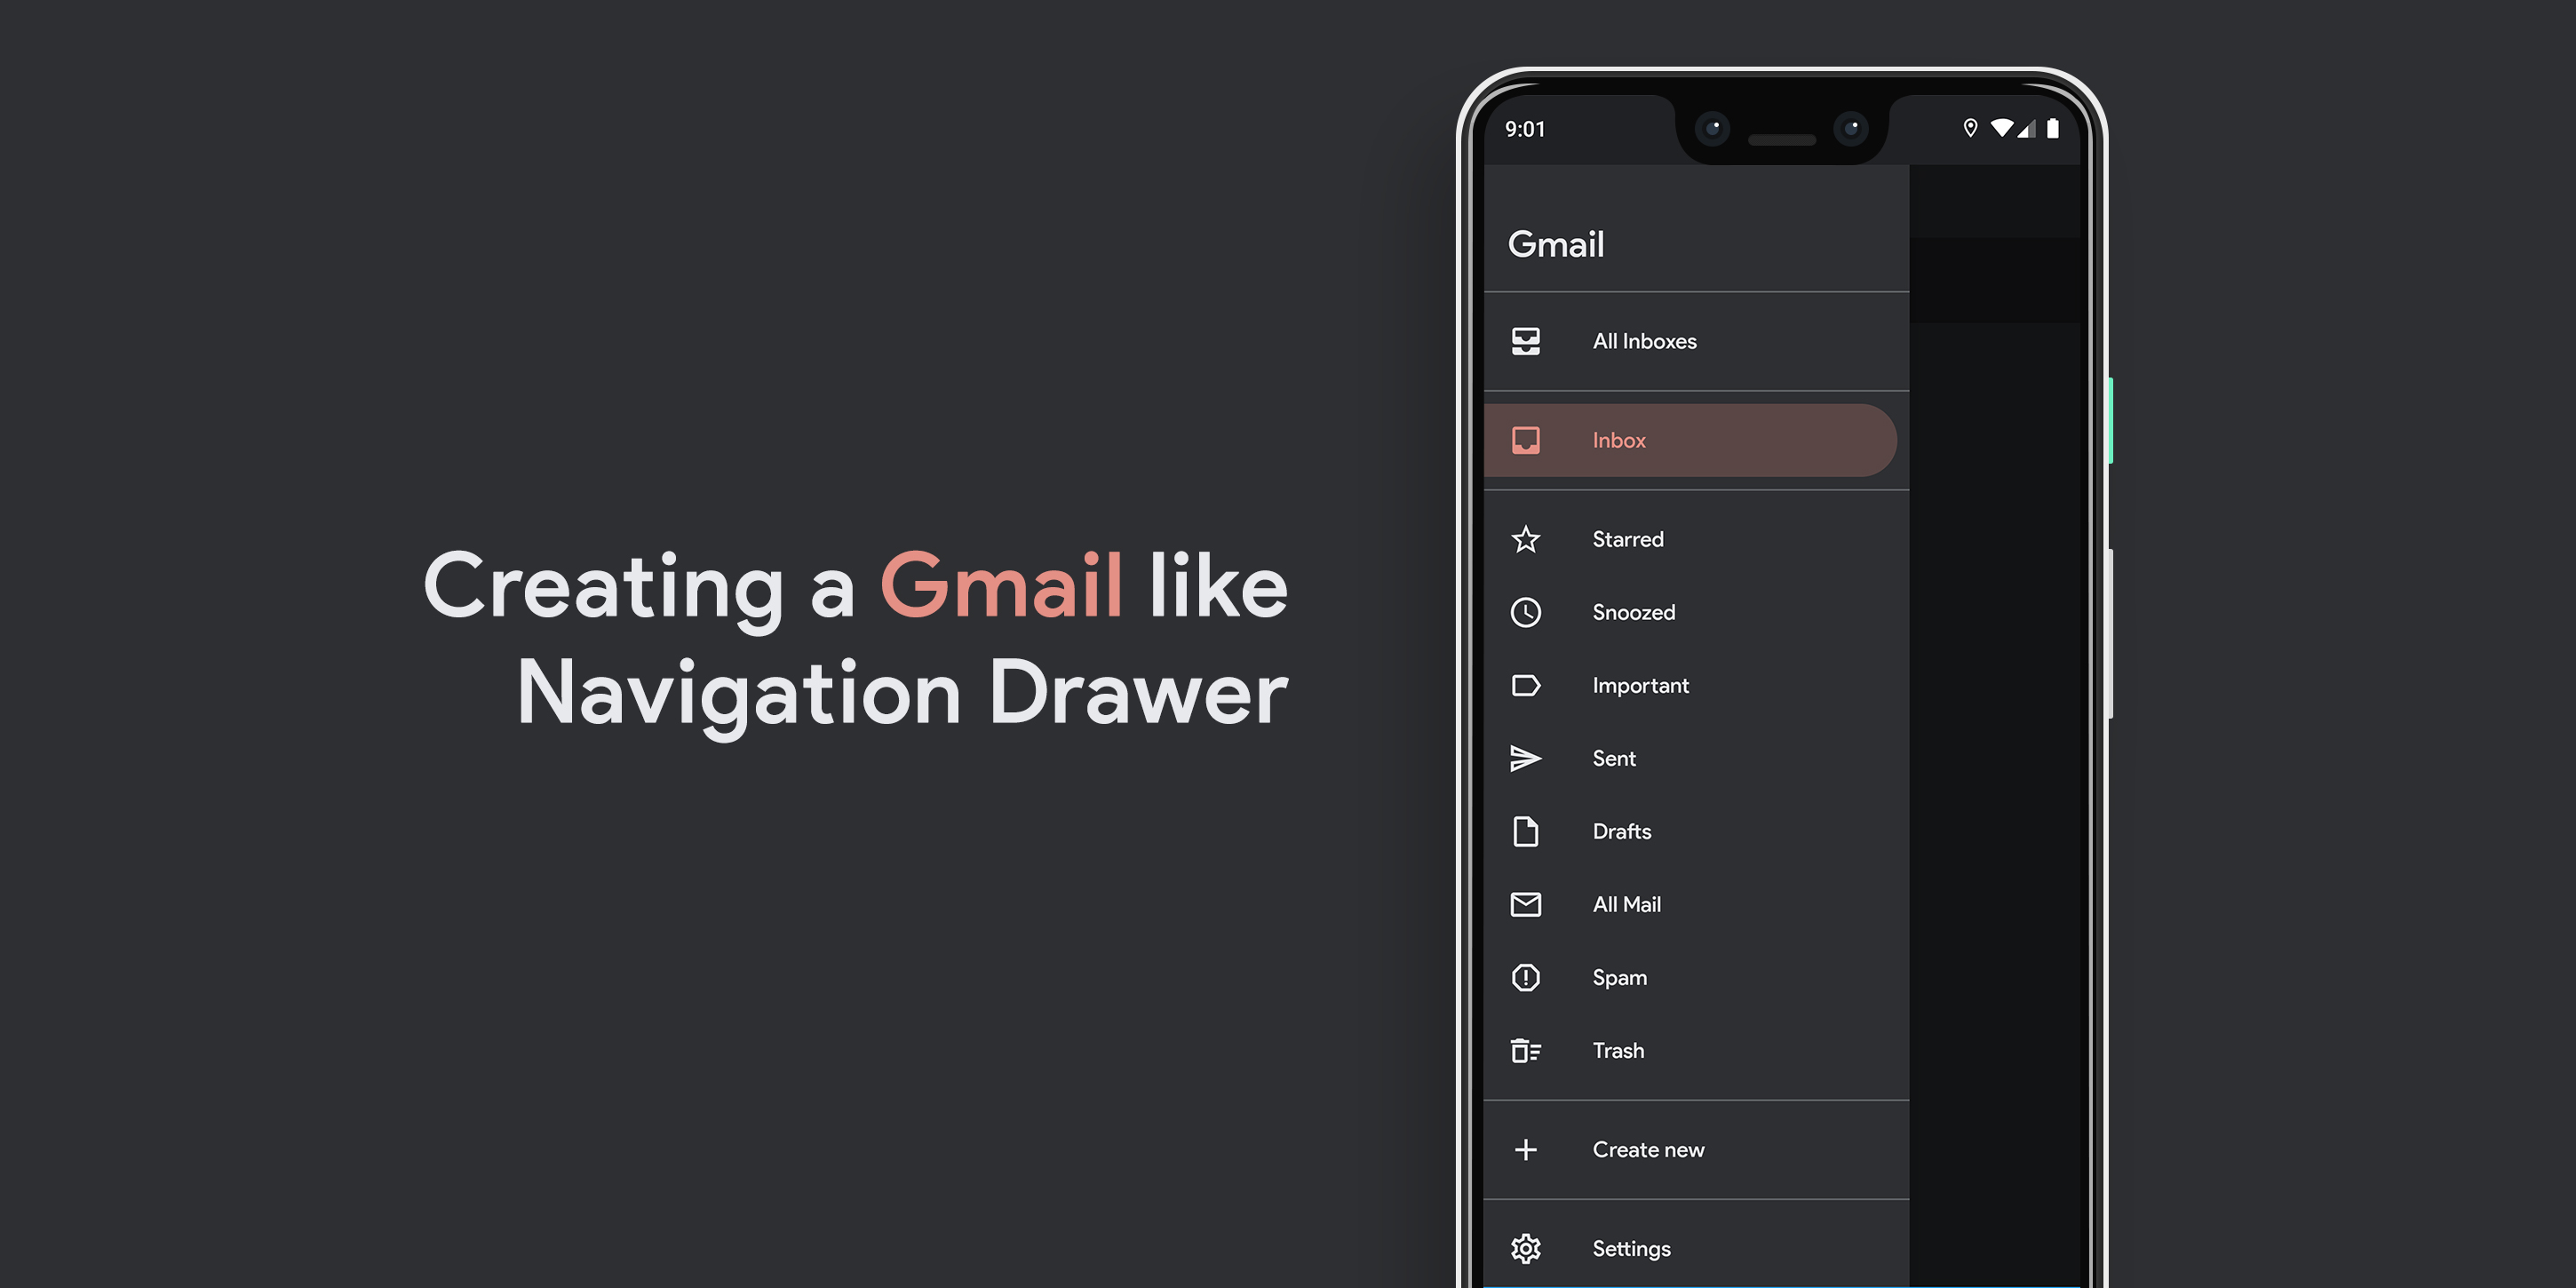 Creating a Gmail like
Navigation Drawer
9:01
Gmail
All Inboxes
Inbox
Starred
Snoozed
Important
Sent
Drafts
All Mail
Spam
Trash
Create new
Settings